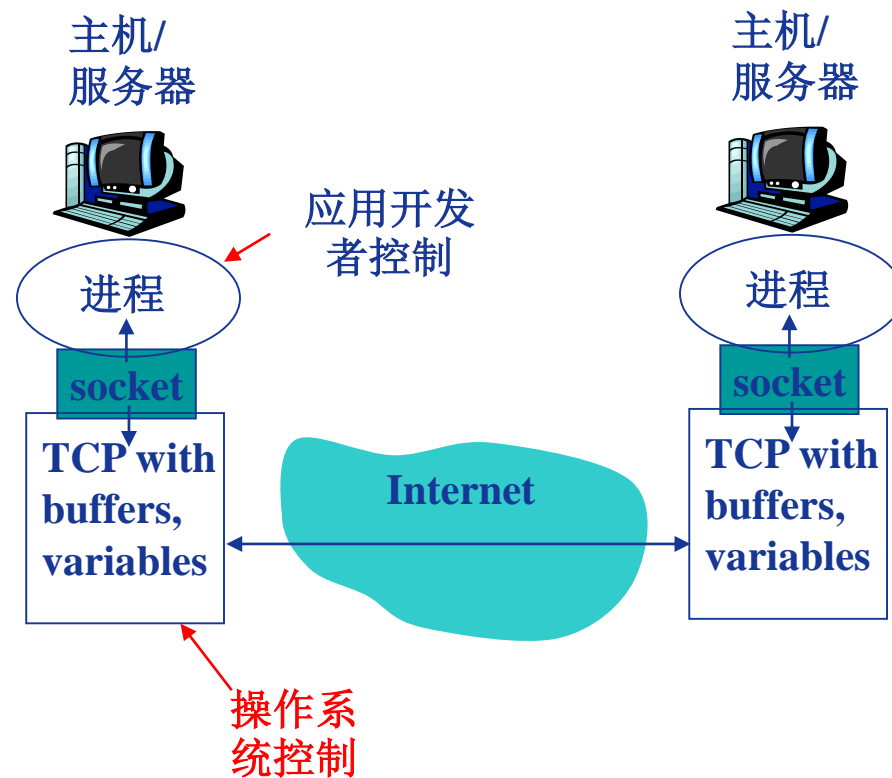 主机/
服务器
主机/
服务器
应用开发
者控制
进程
进程
socket
socket
TCP with
buffers,
variables
Internet
TCP with
buffers,
variables
操作系
统控制